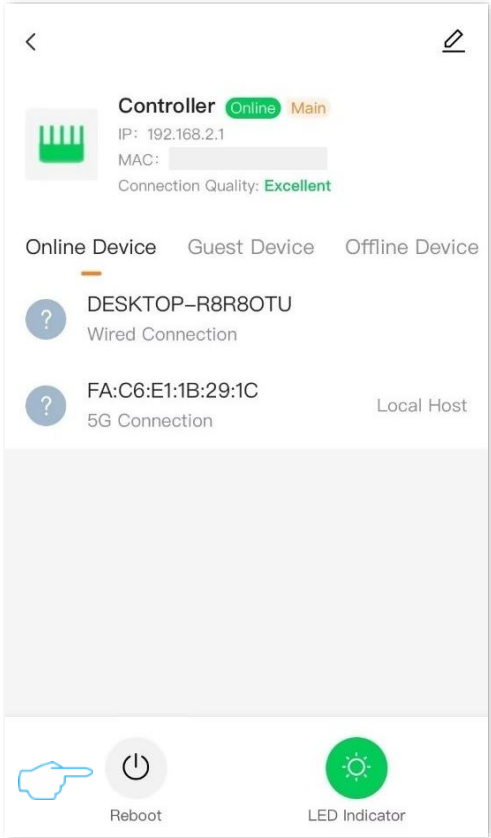 Controller Online Main
IP: 192.168.2.1
MAC:
Connection Quality: Excellent
Online Device Guest Device Offline Device
DESKTOP-R8R8OTU
Wired Connection
FA:C6:E1:1B:29:1C
5G Connection
Local Host
Reboot
LED Indicator